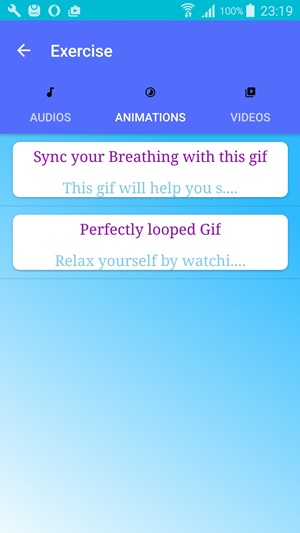 100% 23:19
Exercise
AUDIOS ANIMATIONS VIDEOS
Sync your Breathing with this gif
This gif will help you s....
Perfectly looped Gif
Relax yourself by watchi....